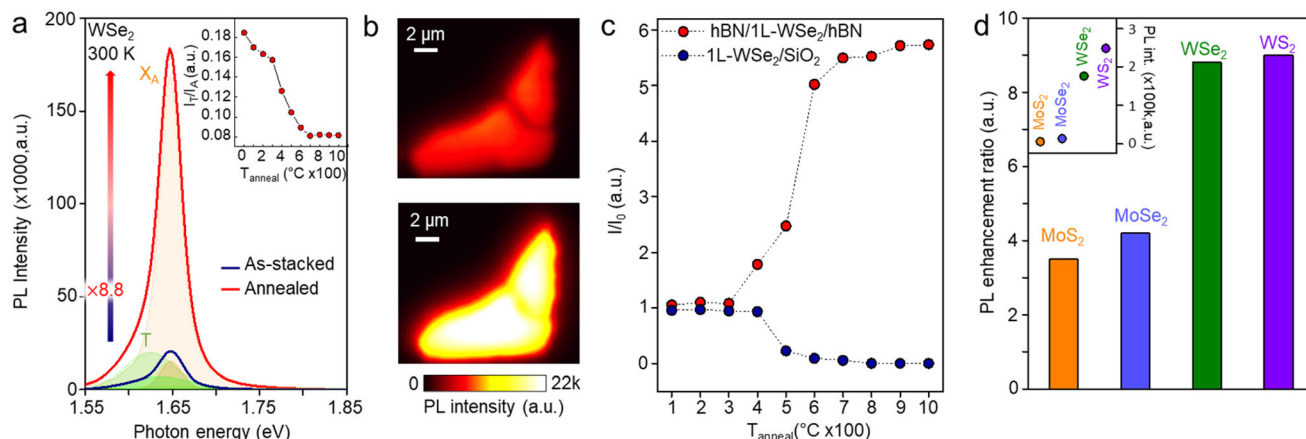 a
WSe₂
300 K
X_A
T
×8.8
As-stacked
Annealed
PL Intensity (x1000,a.u.)
200
150
100
50
0
1.55
1.65
1.75
1.85
Photon energy (eV)
I_T/I_A (a.u.)
0.18
0.16
0.14
0.12
0.10
0.08
0 2 4 6 8 10
T_anneal (°C x100)
b
2 µm
2 µm
0
22k
PL intensity (a.u.)
c
hBN/1L-WSe₂/hBN
1L-WSe₂/SiO₂
I/I₀ (a.u.)
6
5
4
3
2
1
0
1 2 3 4 5 6 7 8 9 10
T_anneal(°C x100)
d
PL enhancement ratio (a.u.)
10
8
6
4
2
0
MoS₂
MoSe₂
WSe₂
WS₂
PL int. (x100k,a.u.)
3
2
1
0
MoS₂
MoSe₂
WSe₂
WS₂